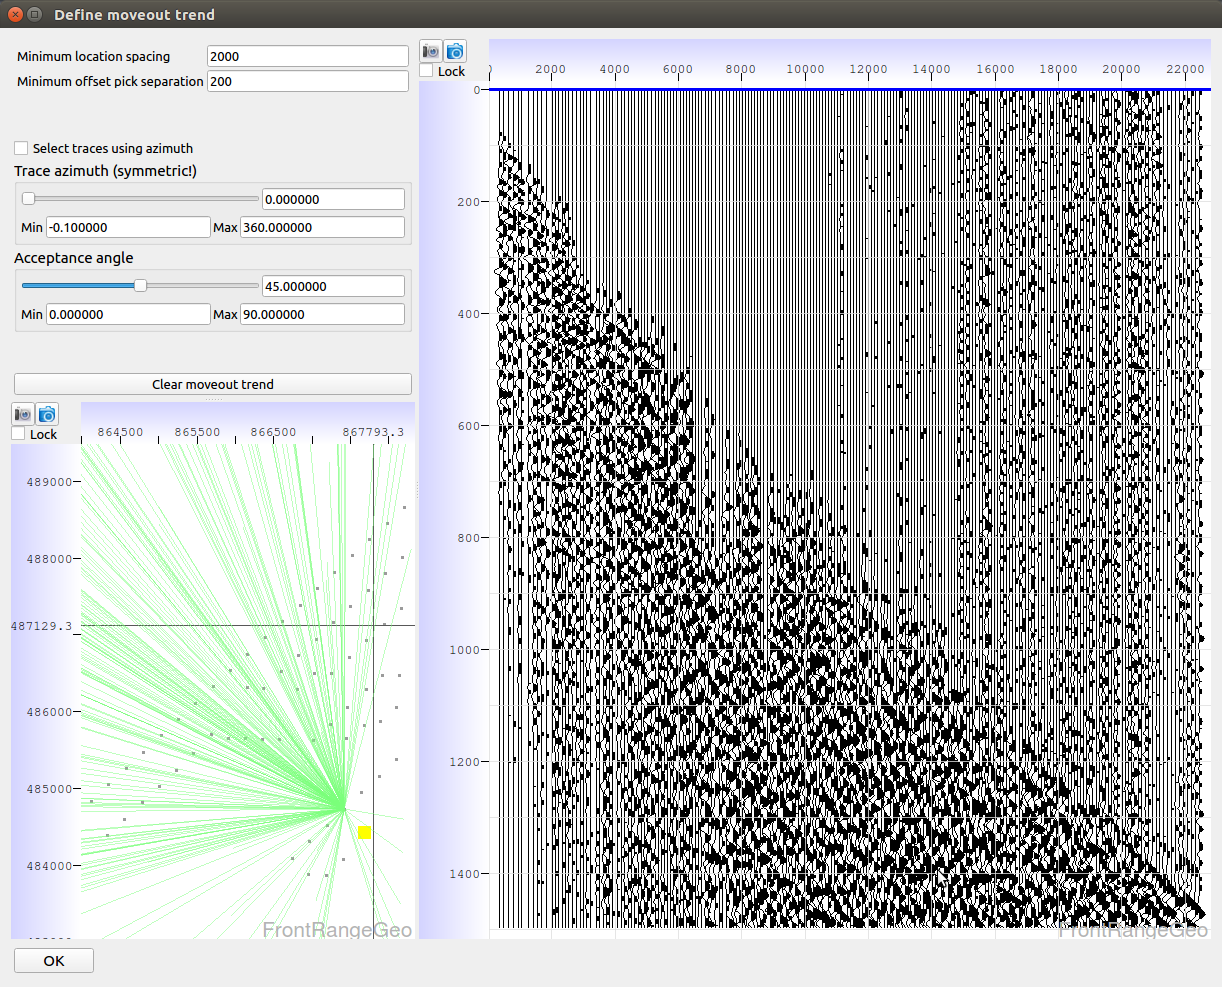 Define moveout trend
Minimum location spacing 2000
Minimum offset pick separation 200
Select traces using azimuth
Trace azimuth (symmetric!)
0.000000
Min -0.100000 Max 360.000000
Acceptance angle
45.000000
Min 0.000000 Max 90.000000
Clear moveout trend
Lock
864500 865500 866500 867793.3
489000
488000
487129.3
486000
485000
484000
FrontRangeGeo
OK
Lock
0 2000 4000 6000 8000 10000 12000 14000 16000 18000 20000 22000
0
200
400
600
800
1000
1200
1400
FrontRangeGeo